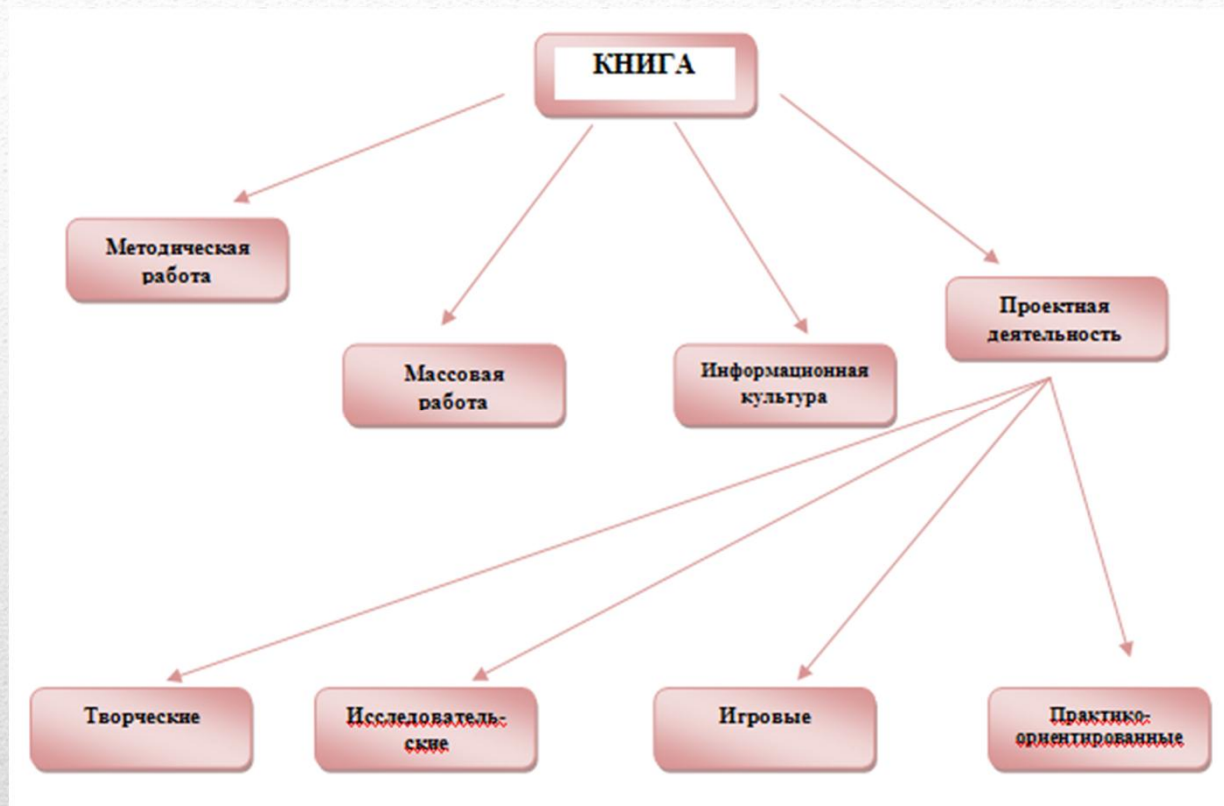 КНИГА
Методическая
работа
Массовая
работа
Информационная
культура
Проектная
деятельность
Творческие
Исследователь-
ские
Игровые
Практико-
ориентированные